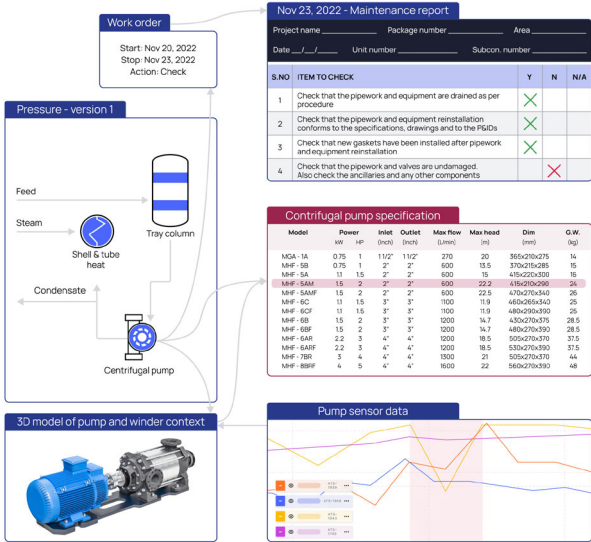 Work order
Start: Nov 20, 2022
Stop: Nov 23, 2022
Action: Check
Nov 23, 2022 - Maintenance report
Project name Package number Area
Date __/__/__ Unit number Subcon. number
S.NO ITEM TO CHECK Y N N/A
1 Check that the pipework and equipment are drained as per
procedure
2 Check that the pipework and equipment reinstallation
conforms to the specifications, drawings and to the P&IDs
3 Check that new gaskets have been installed after pipework
and equipment reinstallation
4 Check that the pipework and valves are undamaged.
Also check the ancillaries and any other components
Pressure - version 1
Feed
Steam
Tray column
Shell & tube
heat
Condensate
Centrifugal pump
Contrifugal pump specification
Model Power Inlet Outlet Max flow Max head Dim G.W.
kW HP (Inch) (Inch) (L/min) (m) (mm) (kg)
MGA - 1A 0.75 1 1 1/2" 1 1/2" 270 20 365x210x275 14
MHF - 5B 0.75 1 2" 2" 600 13.5 370x215x285 15
MHF - 5A 1.1 1.5 2" 2" 600 15 415x220x300 16
MHF - 5AM 1.5 2 2" 2" 600 22.2 415x210x290 24
MHF - 5AMF 1.5 2 2" 2" 600 22.5 470x270x340 26
MHF - 6C 1.1 1.5 3" 3" 1100 11.9 460x265x340 25
MHF - 6CF 1.1 1.5 3" 3" 1100 11.9 480x290x390 25
MHF - 6B 1.5 2 3" 3" 1200 14.7 430x270x375 28.5
MHF - 6BF 1.5 2 3" 3" 1200 14.7 480x270x390 28.5
MHF - 6AR 2.2 3 4" 4" 1200 18.5 505x270x370 37.5
MHF - 6ARF 2.2 3 4" 4" 1200 18.5 530x270x390 37.5
MHF - 7BR 3 4 4" 4" 1300 21 505x270x370 44
MHF - 8BRF 4 5 4" 4" 1600 22 560x270x390 48
3D model of pump and winder context
Pump sensor data